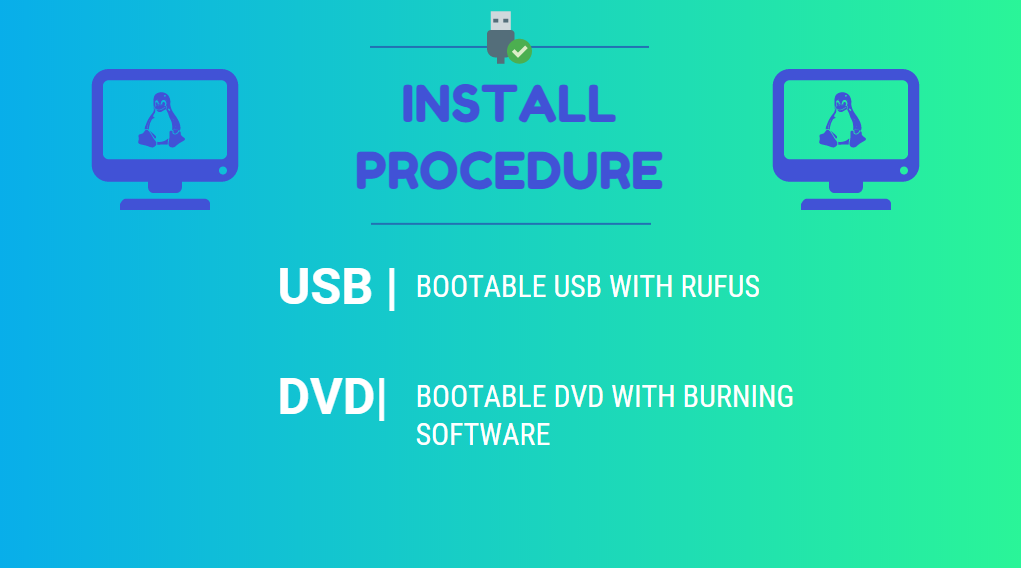 INSTALL
PROCEDURE
USB | BOOTABLE USB WITH RUFUS
DVD| BOOTABLE DVD WITH BURNING
SOFTWARE